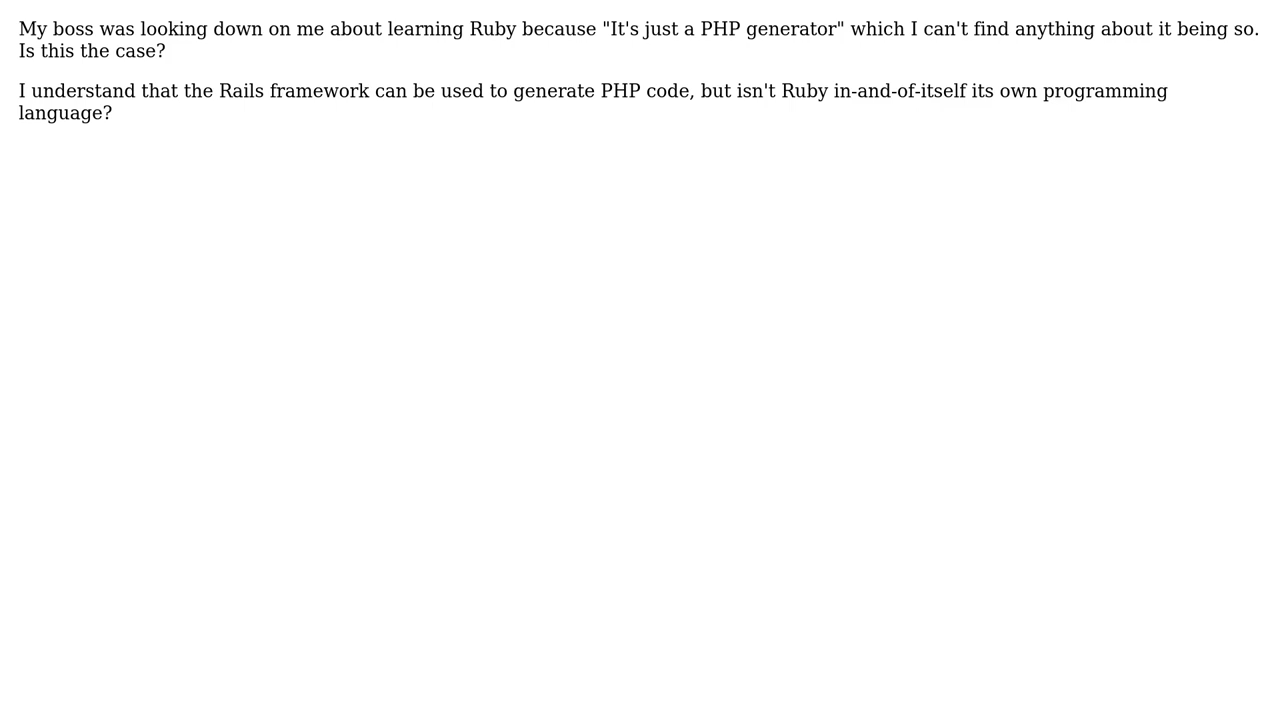 My boss was looking down on me about learning Ruby because "It's just a PHP generator" which I can't find anything about it being so.
Is this the case?
I understand that the Rails framework can be used to generate PHP code, but isn't Ruby in-and-of-itself its own programming
language?